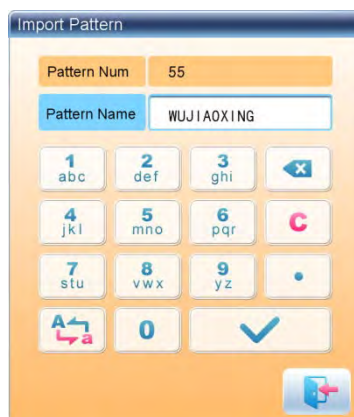 Import Pattern
Pattern Num 55
Pattern Name WUJIAOXING
1 2 3
abc def ghi
4 5 6 C
jkl mno pqr
7 8 9 .
stu vwx yz
A a 0